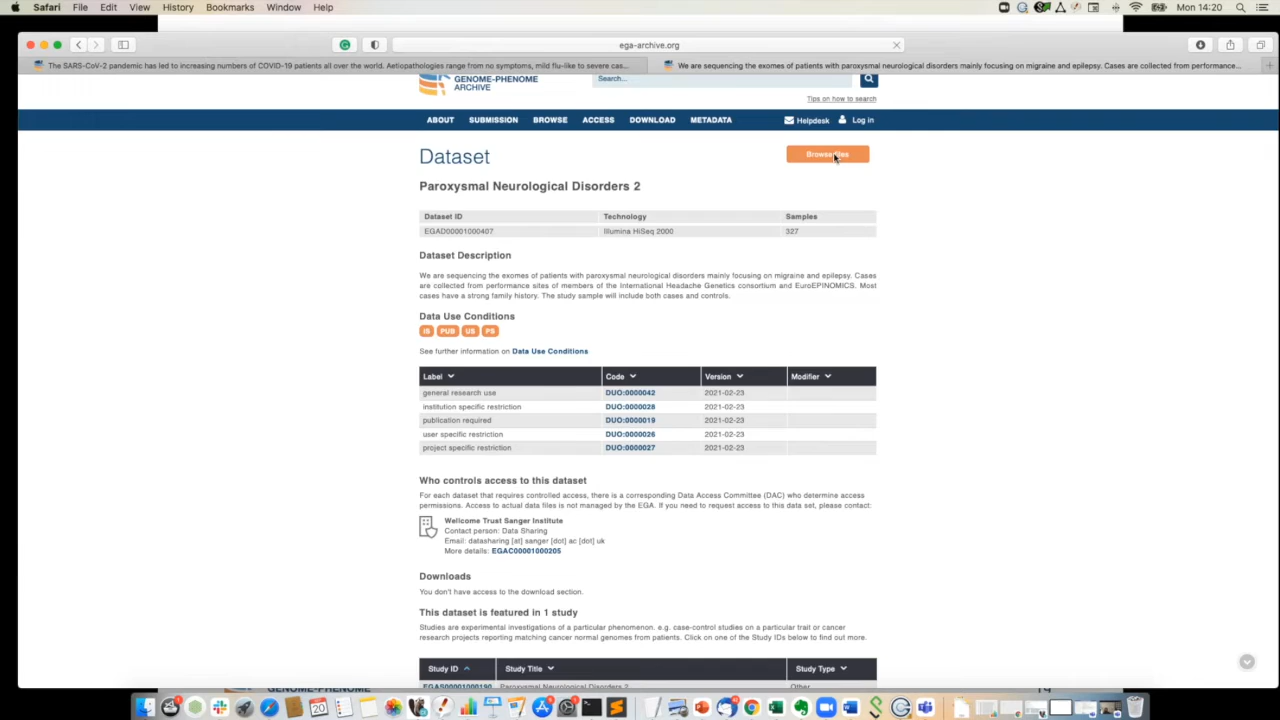 Safari File Edit View History Bookmarks Window Help Mon 14:20
ega-archive.org
The SARS-CoV-2 pandemic has led to increasing numbers of COVID-19 patients all over the world. Aetiopathologies range from no symptoms, mild flu-like to severe cas...
We are sequencing the exomes of patients with paroxysmal neurological disorders mainly focusing on migraine and epilepsy. Cases are collected from performance...
GENOME-PHENOME
ARCHIVE
Search...
Tips on how to search
ABOUT SUBMISSION BROWSE ACCESS DOWNLOAD METADATA Helpdesk Log in
Dataset
Paroxysmal Neurological Disorders 2
Dataset ID Technology Samples
EGAD00001000407 Illumina HiSeq 2000 327
Dataset Description
We are sequencing the exomes of patients with paroxysmal neurological disorders mainly focusing on migraine and epilepsy. Cases
are collected from performance sites of members of the International Headache Genetics consortium and EuroEPINOMICS. Most
cases have a strong family history. The study sample will include both cases and controls.
Data Use Conditions
IS PUB US PS
See further information on Data Use Conditions
Label Code Version Modifier
general research use DUO:0000042 2021-02-23
institution specific restriction DUO:0000028 2021-02-23
publication required DUO:0000019 2021-02-23
user specific restriction DUO:0000026 2021-02-23
project specific restriction DUO:0000027 2021-02-23
Who controls access to this dataset
For each dataset that requires controlled access, there is a corresponding Data Access Committee (DAC) who determine access
permissions. Access to actual data files is not managed by the EGA. If you need to request access to this data set, please contact:
Wellcome Trust Sanger Institute
Contact person: Data Sharing
Email: datasharing [at] sanger [dot] ac [dot] uk
More details: EGAC00001000205
Downloads
You don't have access to the download section.
This dataset is featured in 1 study
Studies are experimental investigations of a particular phenomenon. e.g. case-control studies on a particular trait or cancer
research projects reporting matching cancer normal genomes from patients. Click on one of the Study IDs below to find out more.
Study ID Study Title Study Type
EGAS00001000190 Paroxysmal Neurological Disorders 2 Other
GENOME-PHENOME